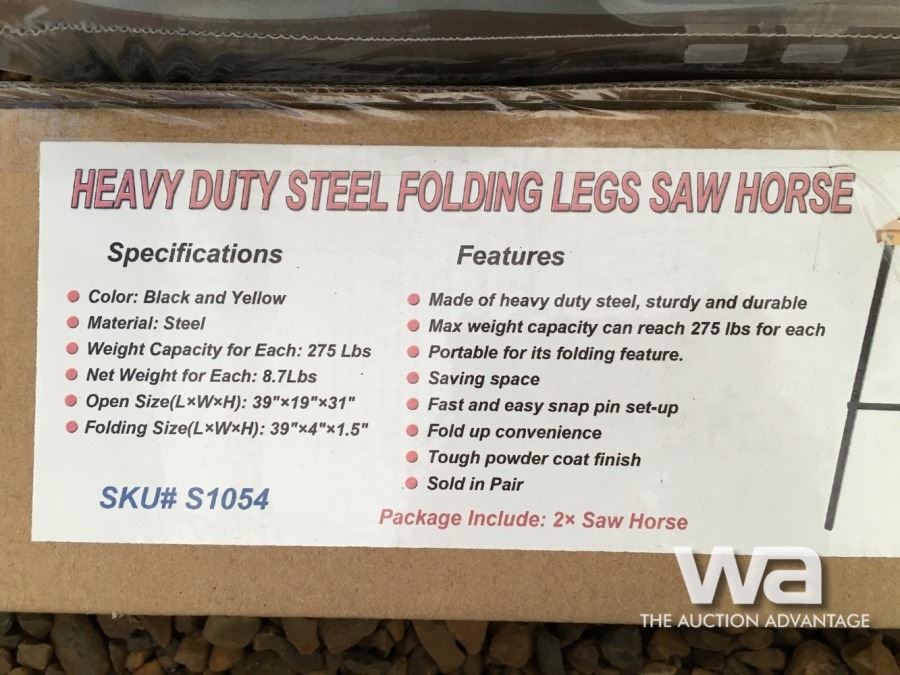 HEAVY DUTY STEEL FOLDING LEGS SAW HORSE
Specifications
Color: Black and Yellow
Material: Steel
Weight Capacity for Each: 275 Lbs
Net Weight for Each: 8.7Lbs
Open Size(L×W×H): 39"×19"×31"
Folding Size(L×W×H): 39"×4"×1.5"
SKU# S1054
Features
Made of heavy duty steel, sturdy and durable
Max weight capacity can reach 275 lbs for each
Portable for its folding feature.
Saving space
Fast and easy snap pin set-up
Fold up convenience
Tough powder coat finish
Sold in Pair
Package Include: 2× Saw Horse
wa
THE AUCTION ADVANTAGE